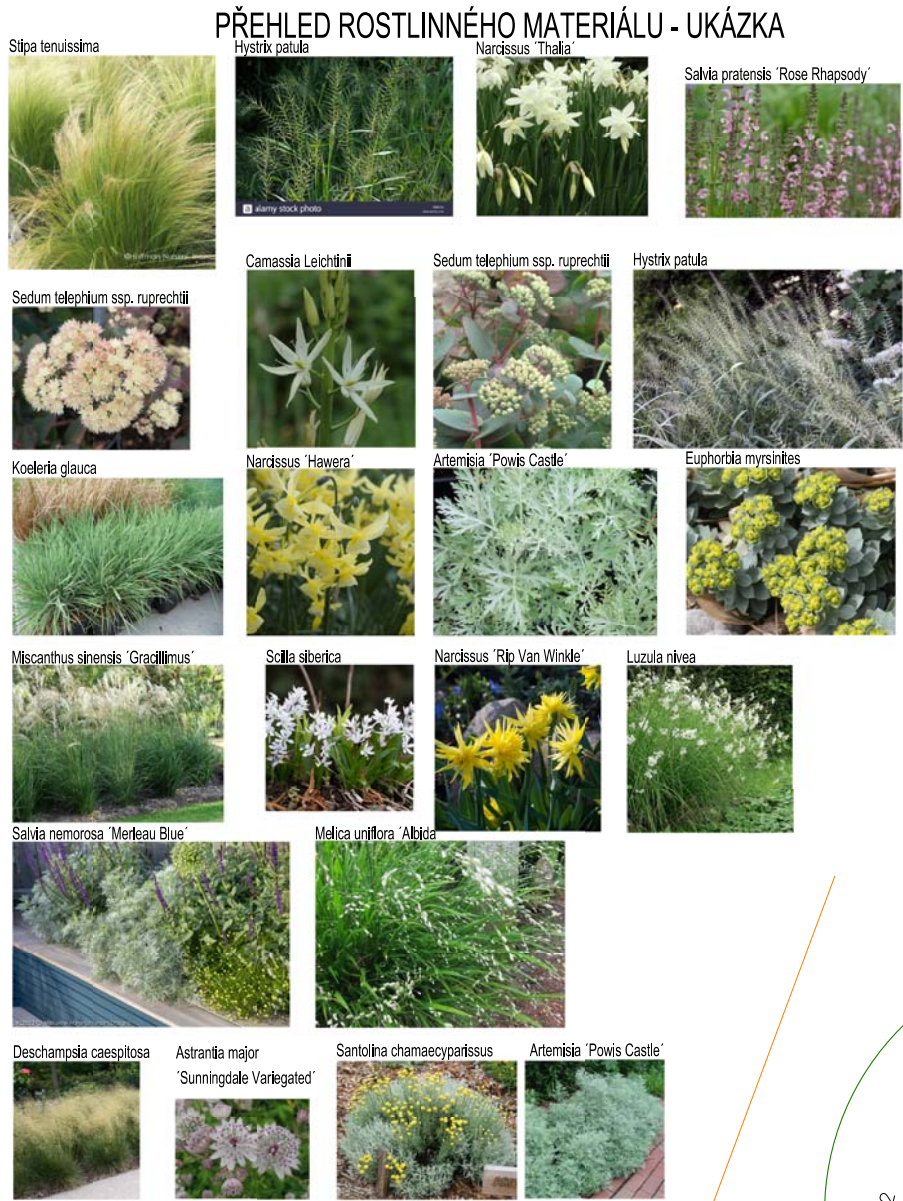 PŘEHLED ROSTLINNÉHO MATERIÁLU - UKÁZKA
Stipa tenuissima
Hystrix patula
Narcissus ´Thalia´
Salvia pratensis ´Rose Rhapsody´
a alamy stock photo
Sedum telephium ssp. ruprechtii
Camassia Leichtinii
Sedum telephium ssp. ruprechtii
Hystrix patula
Koeleria glauca
Narcissus ´Hawera´
Artemisia ´Powis Castle´
Euphorbia myrsinites
Miscanthus sinensis ´Gracillimus´
Scilla siberica
Narcissus ´Rip Van Winkle´
Luzula nivea
Salvia nemorosa ´Merleau Blue´
Melica uniflora ´Albida
Deschampsia caespitosa
Astrantia major
´Sunningdale Variegated´
Santolina chamaecyparissus
Artemisia ´Powis Castle´
2